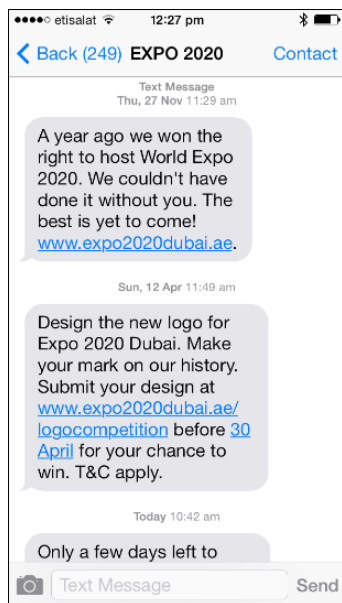 etisalat 12:27 pm
Back (249) EXPO 2020 Contact
Text Message
Thu, 27 Nov 11:29 am
A year ago we won the
right to host World Expo
2020. We couldn't have
done it without you. The
best is yet to come!
www.expo2020dubai.ae.
Sun, 12 Apr 11:49 am
Design the new logo for
Expo 2020 Dubai. Make
your mark on our history.
Submit your design at
www.expo2020dubai.ae/
logocompetition before 30
April for your chance to
win. T&C apply.
Today 10:42 am
Only a few days left to
Text Message Send